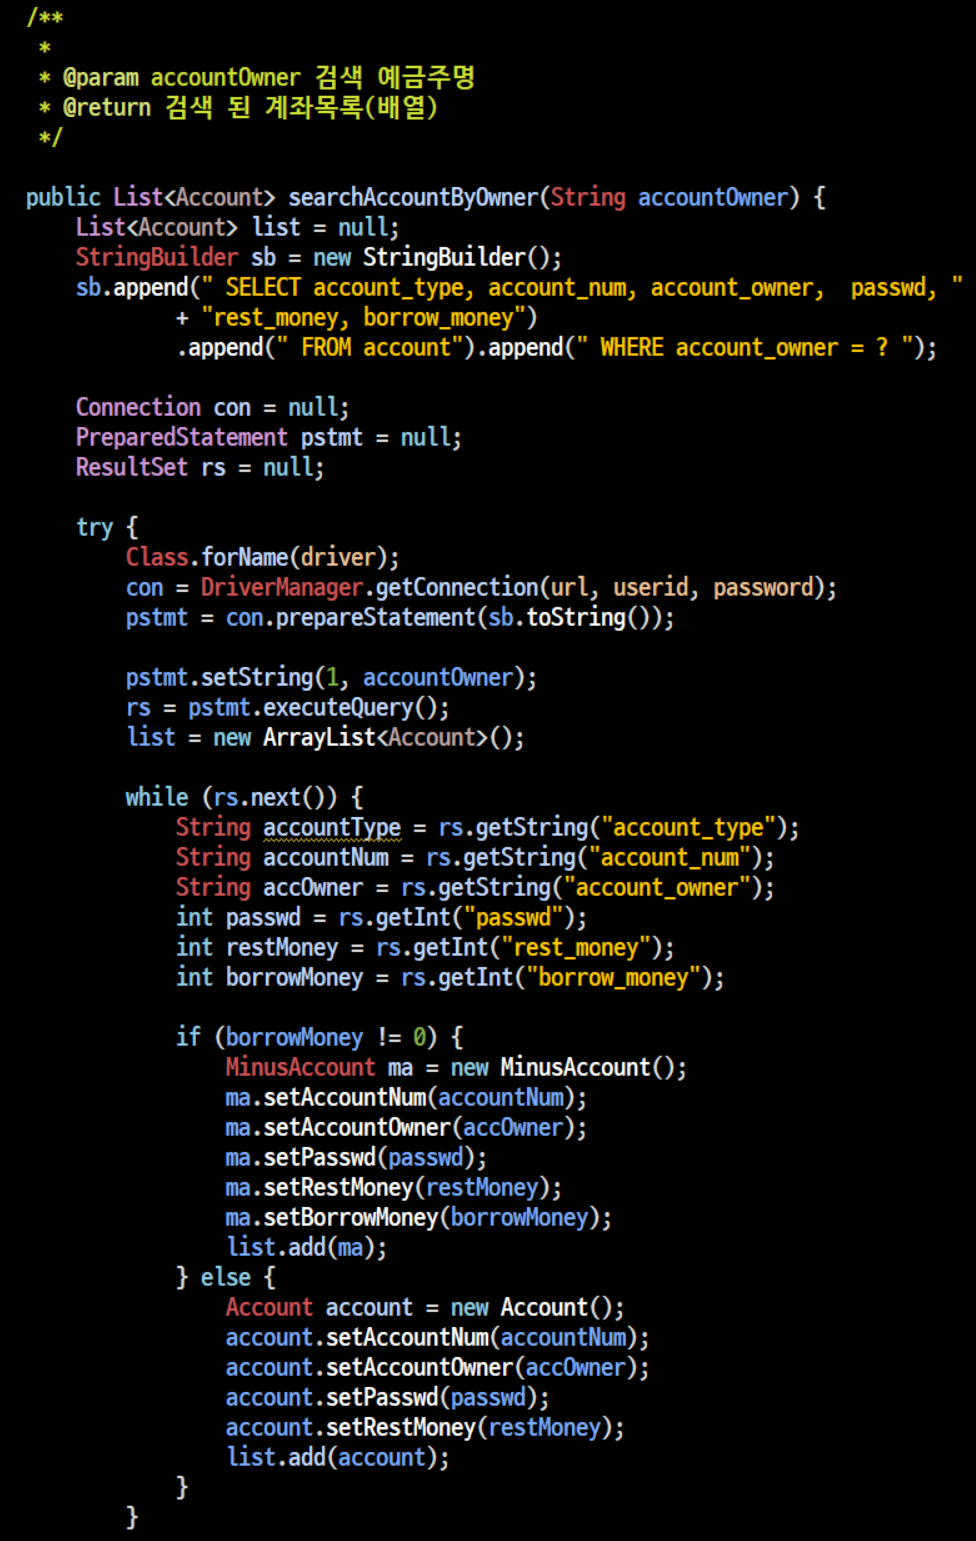 /**
 *
 * @param accountOwner 검색 예금주명
 * @return 검색 된 계좌목록(배열)
 */

public List<Account> searchAccountByOwner(String accountOwner) {
    List<Account> list = null;
    StringBuilder sb = new StringBuilder();
    sb.append(" SELECT account_type, account_num, account_owner,  passwd, "
            + "rest_money, borrow_money")
            .append(" FROM account").append(" WHERE account_owner = ? ");

    Connection con = null;
    PreparedStatement pstmt = null;
    ResultSet rs = null;

    try {
        Class.forName(driver);
        con = DriverManager.getConnection(url, userid, password);
        pstmt = con.prepareStatement(sb.toString());

        pstmt.setString(1, accountOwner);
        rs = pstmt.executeQuery();
        list = new ArrayList<Account>();

        while (rs.next()) {
            String accountType = rs.getString("account_type");
            String accountNum = rs.getString("account_num");
            String accOwner = rs.getString("account_owner");
            int passwd = rs.getInt("passwd");
            int restMoney = rs.getInt("rest_money");
            int borrowMoney = rs.getInt("borrow_money");

            if (borrowMoney != 0) {
                MinusAccount ma = new MinusAccount();
                ma.setAccountNum(accountNum);
                ma.setAccountOwner(accOwner);
                ma.setPasswd(passwd);
                ma.setRestMoney(restMoney);
                ma.setBorrowMoney(borrowMoney);
                list.add(ma);
            } else {
                Account account = new Account();
                account.setAccountNum(accountNum);
                account.setAccountOwner(accOwner);
                account.setPasswd(passwd);
                account.setRestMoney(restMoney);
                list.add(account);
            }
        }